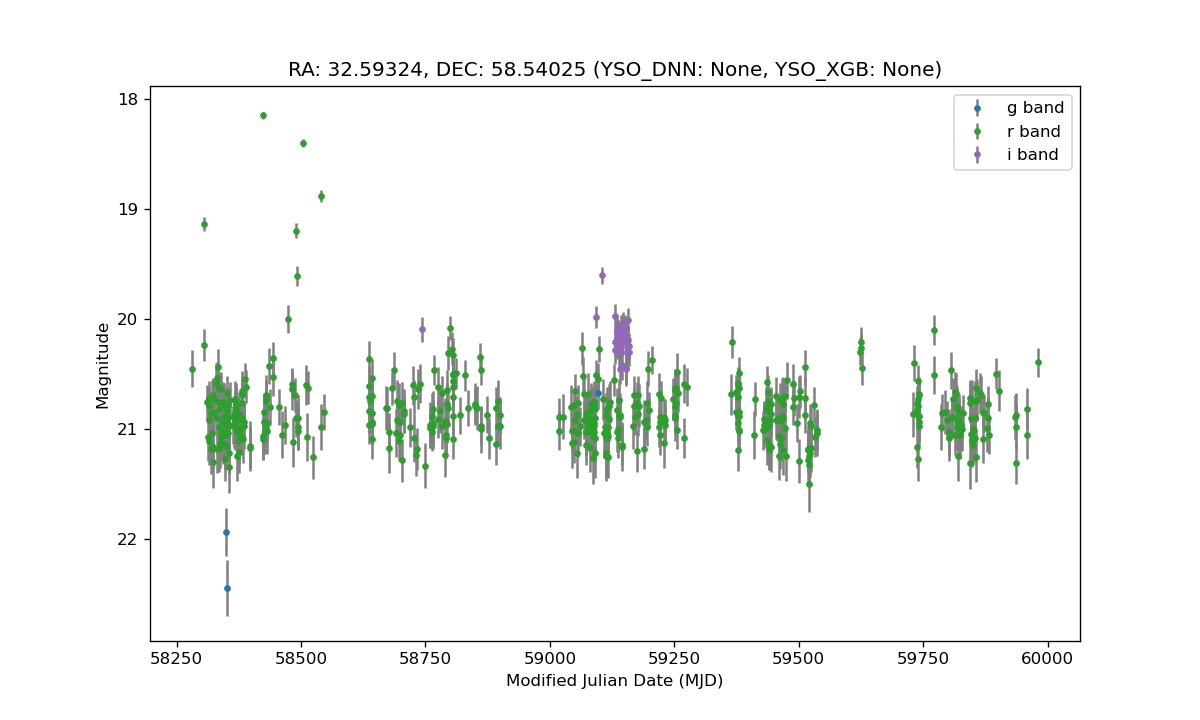 RA: 32.59324, DEC: 58.54025 (YSO_DNN: None, YSO_XGB: None)
g band
r band
i band
18
19
20
21
22
Magnitude
58250 58500 58750 59000 59250 59500 59750 60000
Modified Julian Date (MJD)